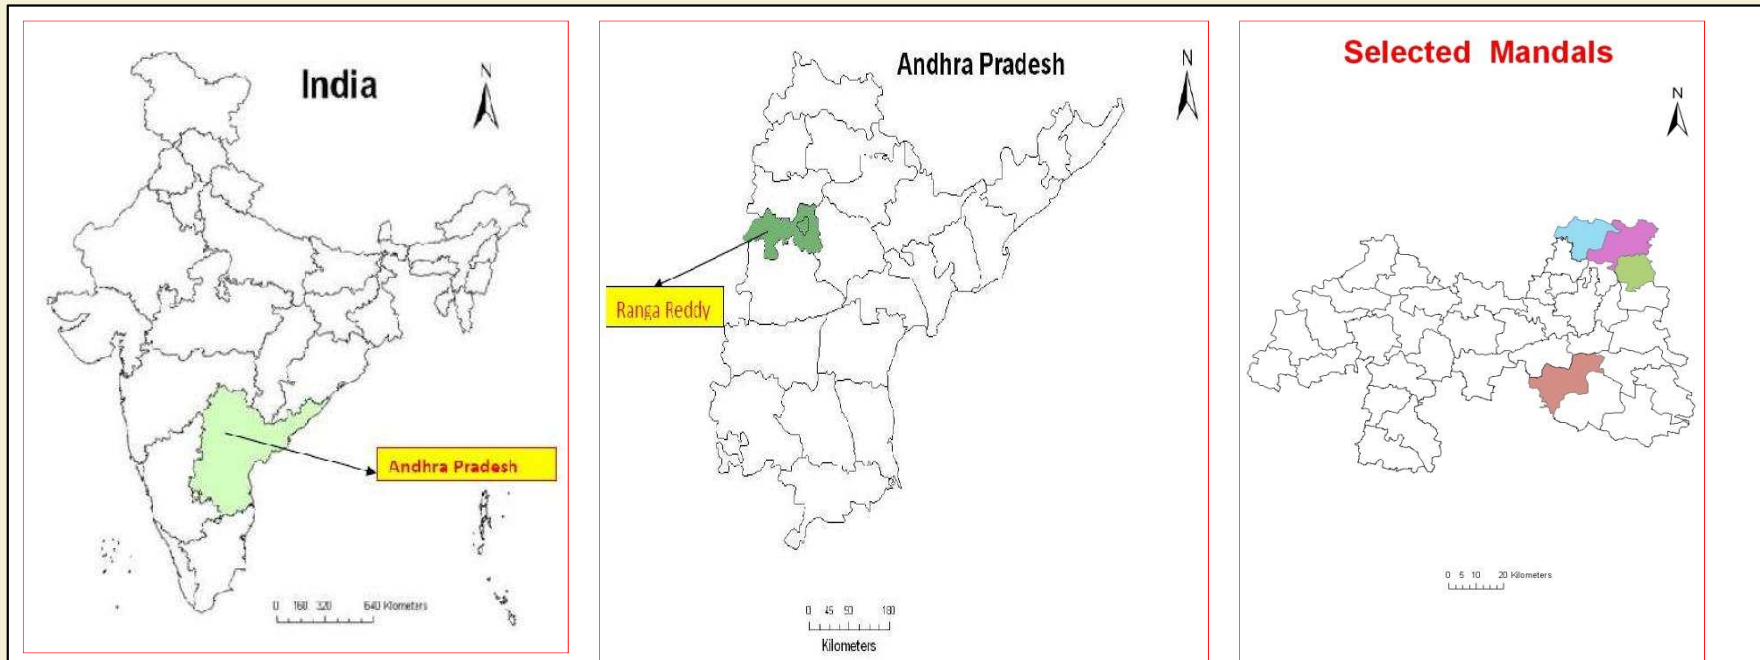 India
N
Andhra Pradesh
0 160 320 640 Kilometers
Andhra Pradesh
N
Ranga Reddy
0 45 90 180
Kilometers
Selected Mandals
N
0 5 10 20 Kilometers